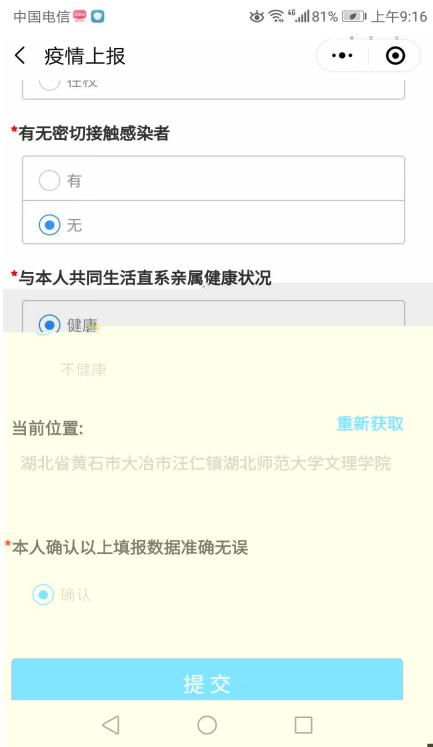 中国电信
4G 81% 上午9:16
疫情上报
在校
*有无密切接触感染者
有
无
*与本人共同生活直系亲属健康状况
健康
不健康
当前位置:
重新获取
湖北省黄石市大冶市汪仁镇湖北师范大学文理学院
*本人确认以上填报数据准确无误
确认
提交